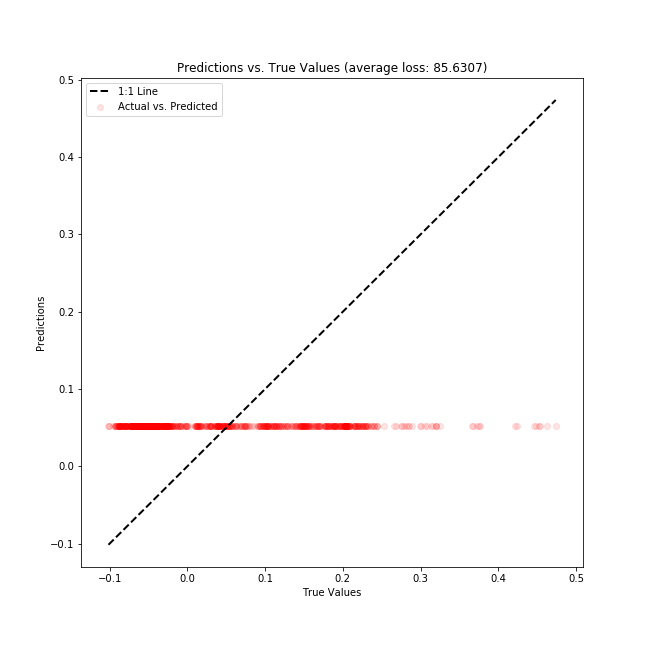 Predictions vs. True Values (average loss: 85.6307)
1:1 Line
Actual vs. Predicted
Predictions
0.5
0.4
0.3
0.2
0.1
0.0
−0.1
−0.1 0.0 0.1 0.2 0.3 0.4 0.5
True Values